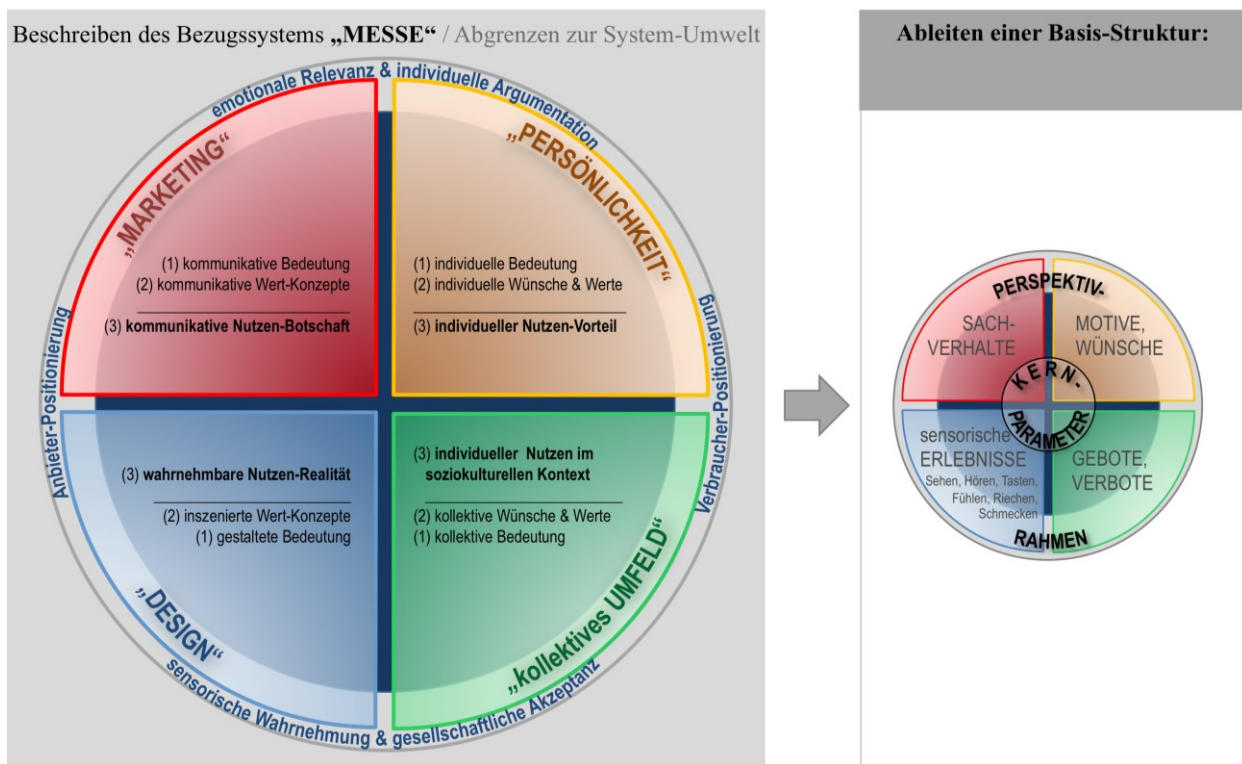 Beschreiben des Bezugssystems „MESSE“ / Abgrenzen zur System-Umwelt
emotionale Relevanz & individuelle Argumentation
„MARKETING“
(1) kommunikative Bedeutung
(2) kommunikative Wert-Konzepte
(3) kommunikative Nutzen-Botschaft
„PERSÖNLICHKEIT“
(1) individuelle Bedeutung
(2) individuelle Wünsche & Werte
(3) individueller Nutzen-Vorteil
Anbieter-Positionierung
Verbraucher-Positionierung
(3) wahrnehmbare Nutzen-Realität
(2) inszenierte Wert-Konzepte
(1) gestaltete Bedeutung
„DESIGN“
(3) individueller Nutzen im
soziokulturellen Kontext
(2) kollektive Wünsche & Werte
(1) kollektive Bedeutung
„kollektives UMFELD“
sensorische Wahrnehmung & gesellschaftliche Akzeptanz
Ableiten einer Basis-Struktur:
PERSPEKTIV-
SACH-
VERHALTE
MOTIVE,
WÜNSCHE
KERN-
PARAMETER
sensorische
ERLEBNISSE
Sehen, Hören, Tasten,
Fühlen, Riechen,
Schmecken
GEBOTE,
VERBOTE
RAHMEN